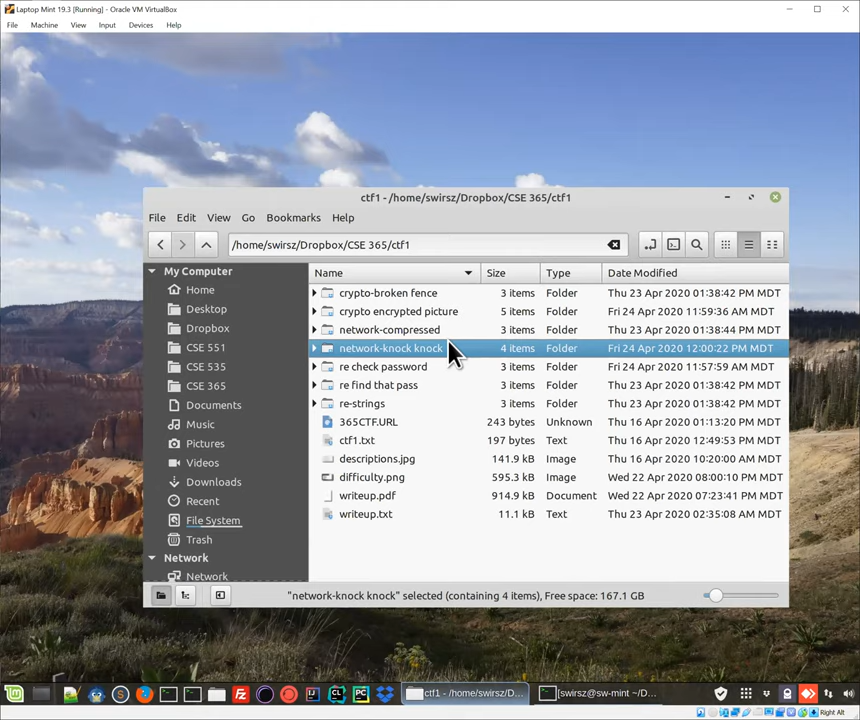 Laptop Mint 19.3 [Running] - Oracle VM VirtualBox
File Machine View Input Devices Help
ctf1 - /home/swirsz/Dropbox/CSE 365/ctf1
File Edit View Go Bookmarks Help
/home/swirsz/Dropbox/CSE 365/ctf1
My Computer
Home
Desktop
Dropbox
CSE 551
CSE 535
CSE 365
Documents
Music
Pictures
Videos
Downloads
Recent
File System
Trash
Network
Network
Name Size Type Date Modified
crypto-broken fence 3 items Folder Thu 23 Apr 2020 01:38:42 PM MDT
crypto encrypted picture 5 items Folder Fri 24 Apr 2020 11:59:36 AM MDT
network-compressed 3 items Folder Thu 23 Apr 2020 01:38:44 PM MDT
network-knock knock 4 items Folder Fri 24 Apr 2020 12:00:22 PM MDT
re check password 3 items Folder Fri 24 Apr 2020 11:57:59 AM MDT
re find that pass 3 items Folder Thu 23 Apr 2020 01:38:42 PM MDT
re-strings 3 items Folder Thu 23 Apr 2020 01:38:42 PM MDT
365CTF.URL 243 bytes Unknown Thu 16 Apr 2020 01:13:20 PM MDT
ctf1.txt 197 bytes Text Thu 16 Apr 2020 12:49:53 PM MDT
descriptions.jpg 141.9 kB Image Thu 16 Apr 2020 10:20:00 AM MDT
difficulty.png 595.3 kB Image Wed 22 Apr 2020 08:00:10 PM MDT
writeup.pdf 914.9 kB Document Wed 22 Apr 2020 07:23:41 PM MDT
writeup.txt 11.1 kB Text Thu 23 Apr 2020 02:35:08 AM MDT
"network-knock knock" selected (containing 4 items), Free space: 167.1 GB
ctf1 - /home/swirsz/D... [swirsz@sw-mint ~/D...
Right Alt